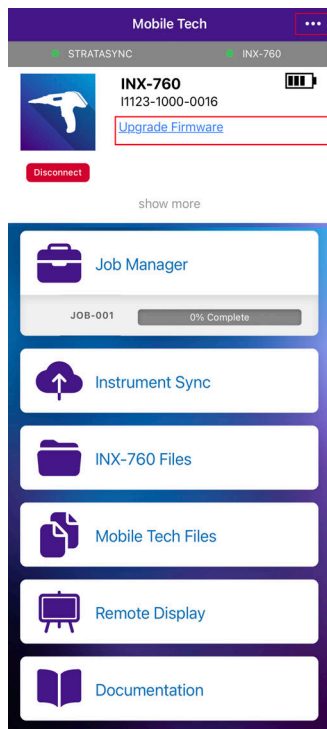 Mobile Tech
STRATASYNC INX-760
INX-760
I1123-1000-0016
Upgrade Firmware
Disconnect
show more
Job Manager
JOB-001 0% Complete
Instrument Sync
INX-760 Files
Mobile Tech Files
Remote Display
Documentation